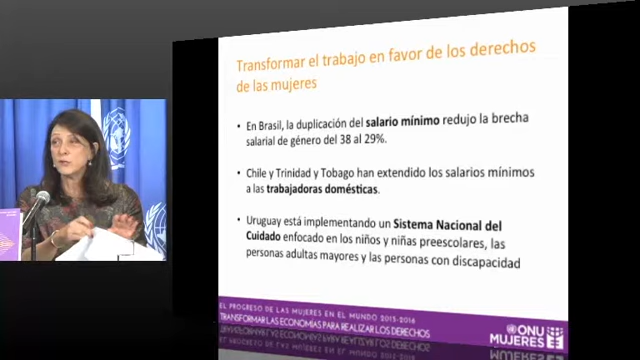 Transformar el trabajo en favor de los derechos
de las mujeres
• En Brasil, la duplicación del salario mínimo redujo la brecha
salarial de género del 38 al 29%.
• Chile y Trinidad y Tobago han extendido los salarios mínimos
a las trabajadoras domésticas.
• Uruguay está implementando un Sistema Nacional del
Cuidado enfocado en los niños y niñas preescolares, las
personas adultas mayores y las personas con discapacidad
EL PROGRESO DE LAS MUJERES EN EL MUNDO 2015-2016
TRANSFORMAR LAS ECONOMÍAS PARA REALIZAR LOS DERECHOS
ONU
MUJERES